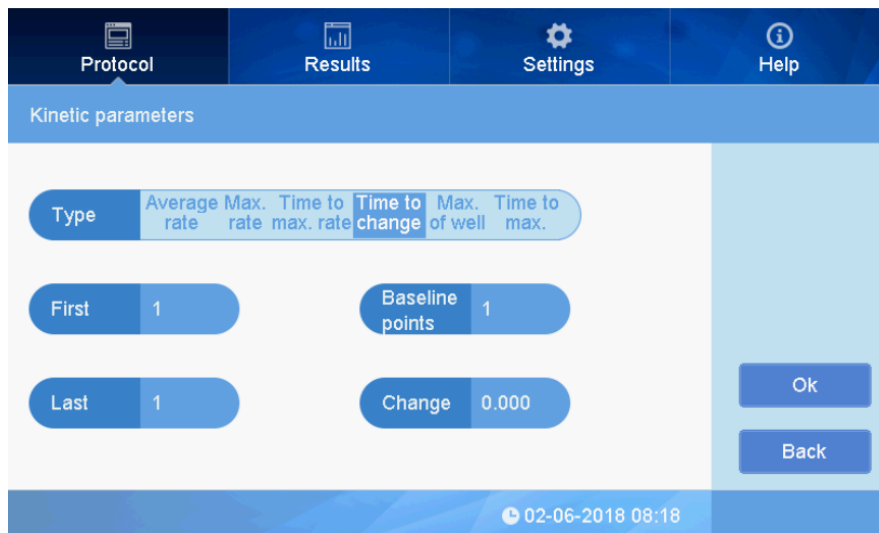 Protocol
Results
Settings
Help
Kinetic parameters
Type
Average rate
Max. rate
Time to max. rate
Time to change
Max. of well
Time to max.
First
1
Baseline points
1
Last
1
Change
0.000
Ok
Back
02-06-2018 08:18